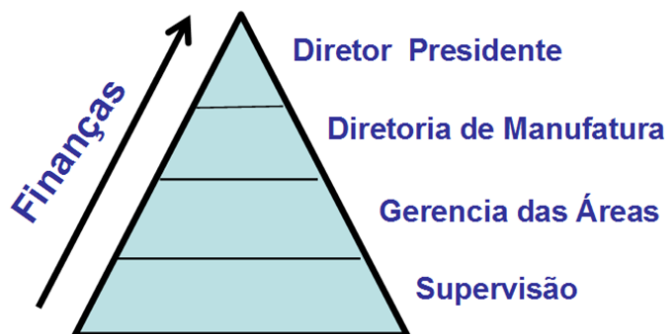 Diretor Presidente
Finanças
Diretoria de Manufatura
Gerencia das Áreas
Supervisão